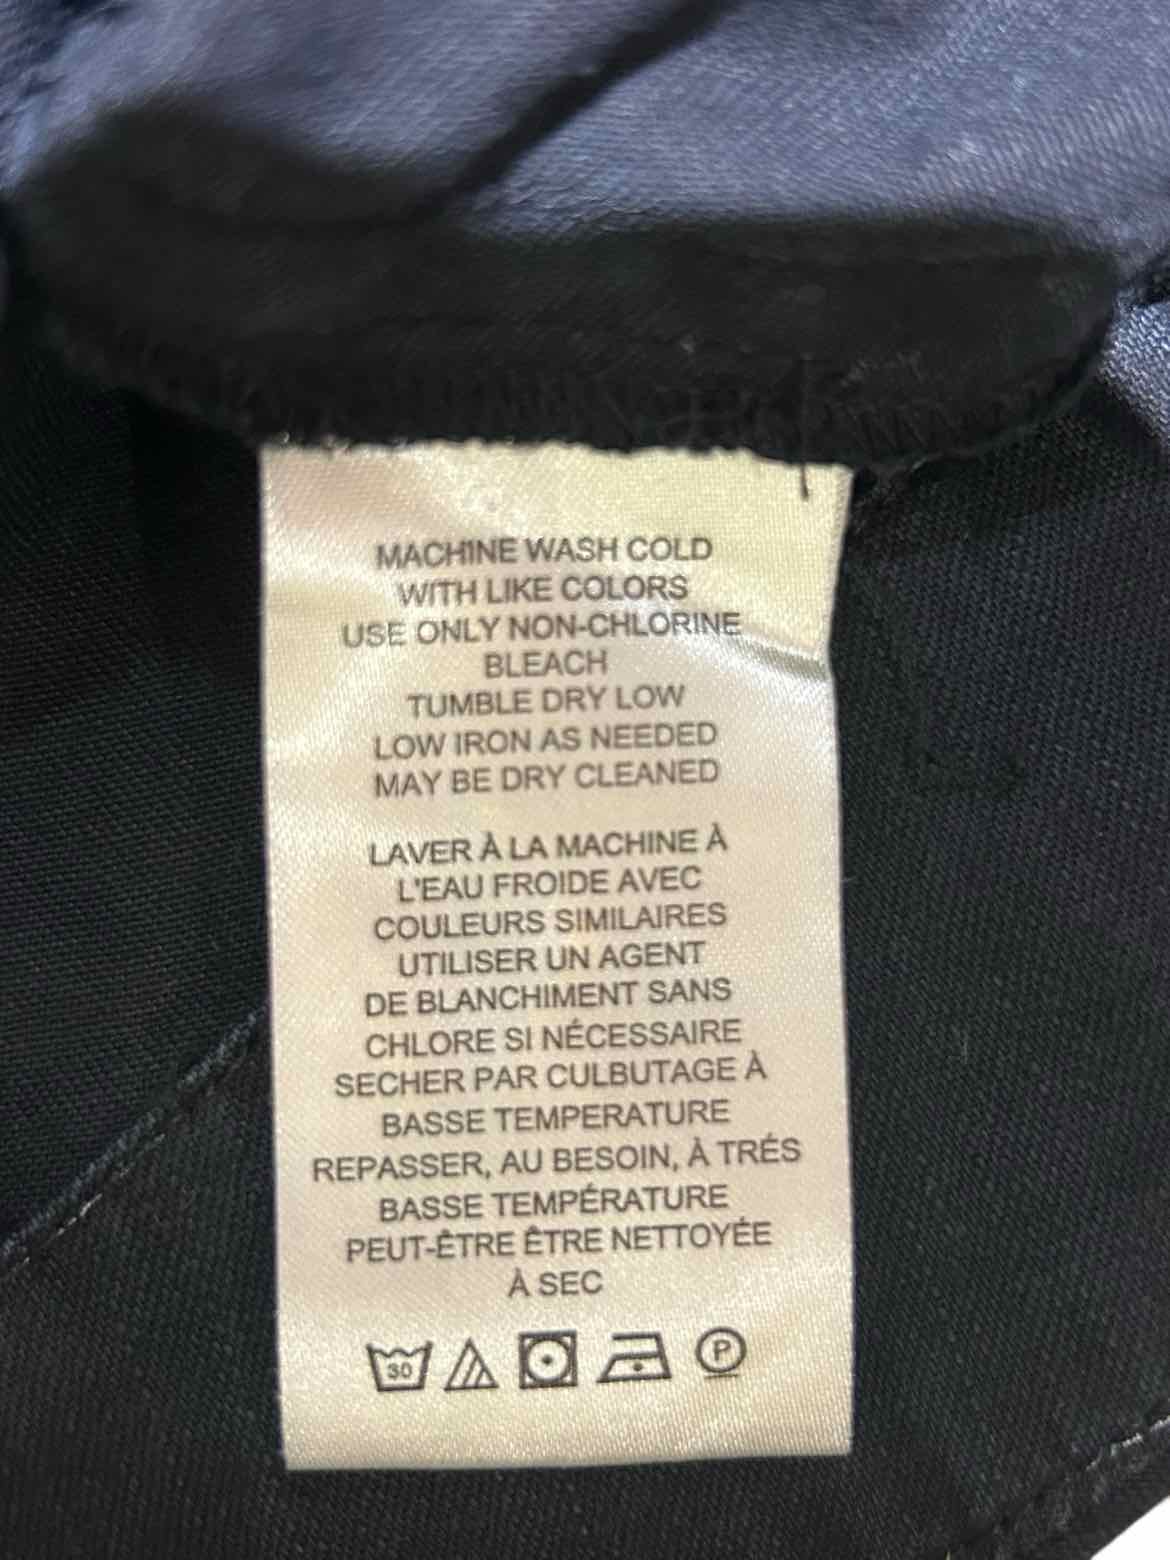 MACHINE WASH COLD
WITH LIKE COLORS
USE ONLY NON-CHLORINE
BLEACH
TUMBLE DRY LOW
LOW IRON AS NEEDED
MAY BE DRY CLEANED
LAVER À LA MACHINE À
L'EAU FROIDE AVEC
COULEURS SIMILAIRES
UTILISER UN AGENT
DE BLANCHIMENT SANS
CHLORE SI NÉCESSAIRE
SECHER PAR CULBUTAGE À
BASSE TEMPERATURE
REPASSER, AU BESOIN, À TRÉS
BASSE TEMPÉRATURE
PEUT-ÊTRE ÊTRE NETTOYÉE
À SEC
30 P